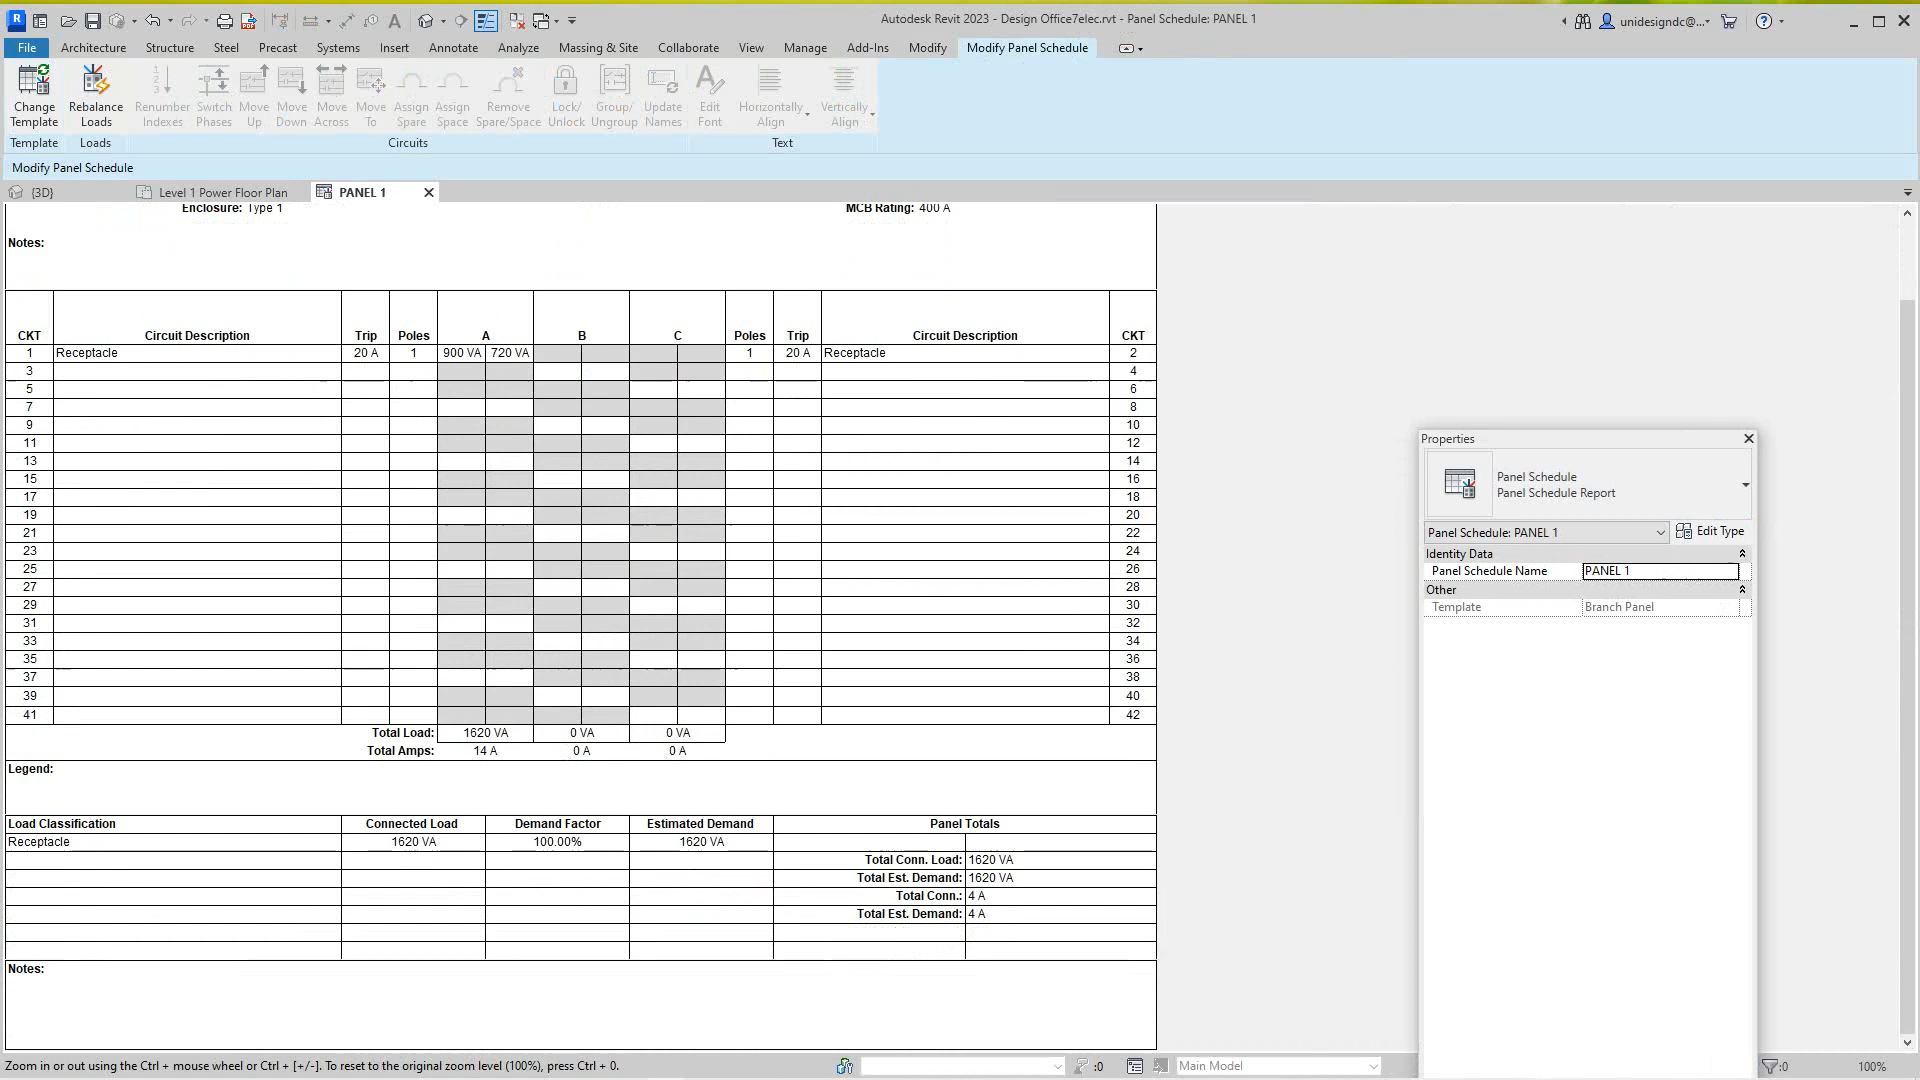 Autodesk Revit 2023 - Design Office7elec.rvt - Panel Schedule: PANEL 1
unidesigndc@...
File Architecture Structure Steel Precast Systems Insert Annotate Analyze Massing & Site Collaborate View Manage Add-Ins Modify Modify Panel Schedule
Change Template
Rebalance Loads
Renumber Indexes
Switch Phases
Move Up
Move Down
Move Across
Move To
Assign Spare
Assign Space
Remove Spare/Space
Lock/ Unlock
Group/ Ungroup
Update Names
Edit Font
Horizontally Align
Vertically Align
Template Loads Circuits Text
Modify Panel Schedule
{3D} Level 1 Power Floor Plan PANEL 1
Enclosure: Type 1 MCB Rating: 400 A
Notes:
CKT Circuit Description Trip Poles A B C Poles Trip Circuit Description CKT
1 Receptacle 20 A 1 900 VA 720 VA 1 20 A Receptacle 2
3 4
5 6
7 8
9 10
11 12
13 14
15 16
17 18
19 20
21 22
23 24
25 26
27 28
29 30
31 32
33 34
35 36
37 38
39 40
41 42
Total Load: 1620 VA 0 VA 0 VA
Total Amps: 14 A 0 A 0 A
Legend:
Load Classification Connected Load Demand Factor Estimated Demand Panel Totals
Receptacle 1620 VA 100.00% 1620 VA
Total Conn. Load: 1620 VA
Total Est. Demand: 1620 VA
Total Conn.: 4 A
Total Est. Demand: 4 A
Notes:
Properties
Panel Schedule
Panel Schedule Report
Panel Schedule: PANEL 1 Edit Type
Identity Data
Panel Schedule Name PANEL 1
Other
Template Branch Panel
Zoom in or out using the Ctrl + mouse wheel or Ctrl + [+/-]. To reset to the original zoom level (100%), press Ctrl + 0. :0 Main Model :0 100%